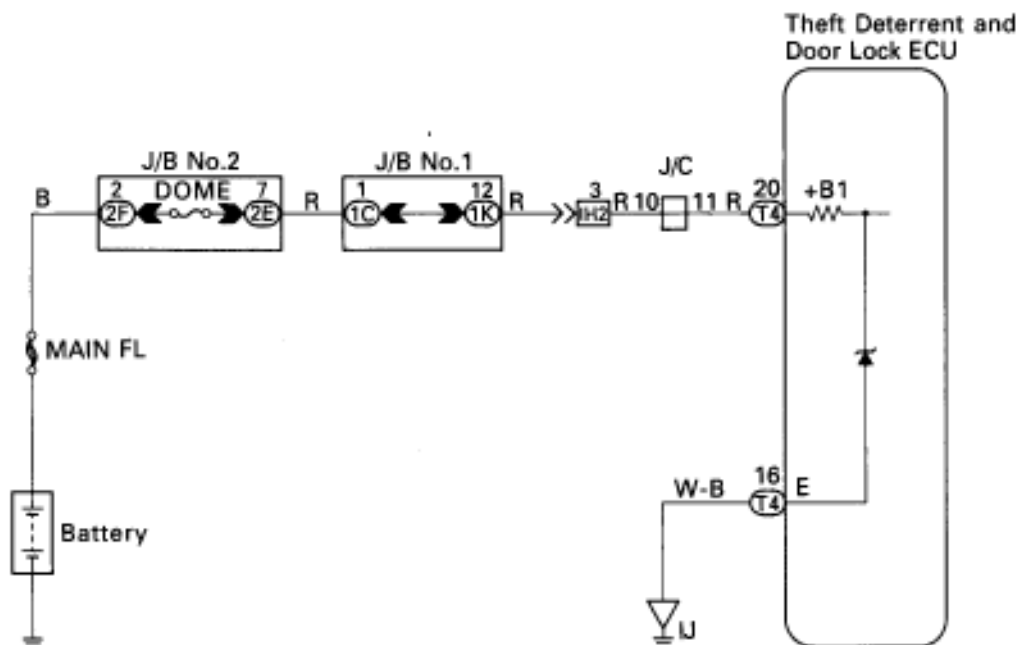 Theft Deterrent and
Door Lock ECU
J/B No.2
J/B No.1
J/C
2 DOME 7
1 12
3
20
+B1
B
2F
2E
R
1C
1K
R
IH2
R 10
11 R
T4
MAIN FL
Battery
W-B
16
T4
E
IJ